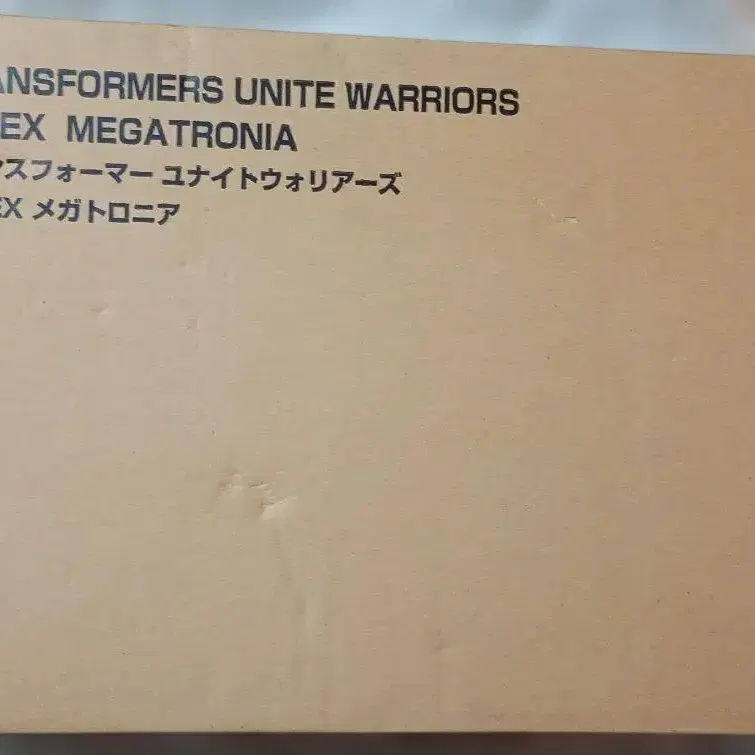 ANSFORMERS UNITE WARRIORS
EX MEGATRONIA
スフォーマー ユナイトウォリアーズ
EX メガトロニア